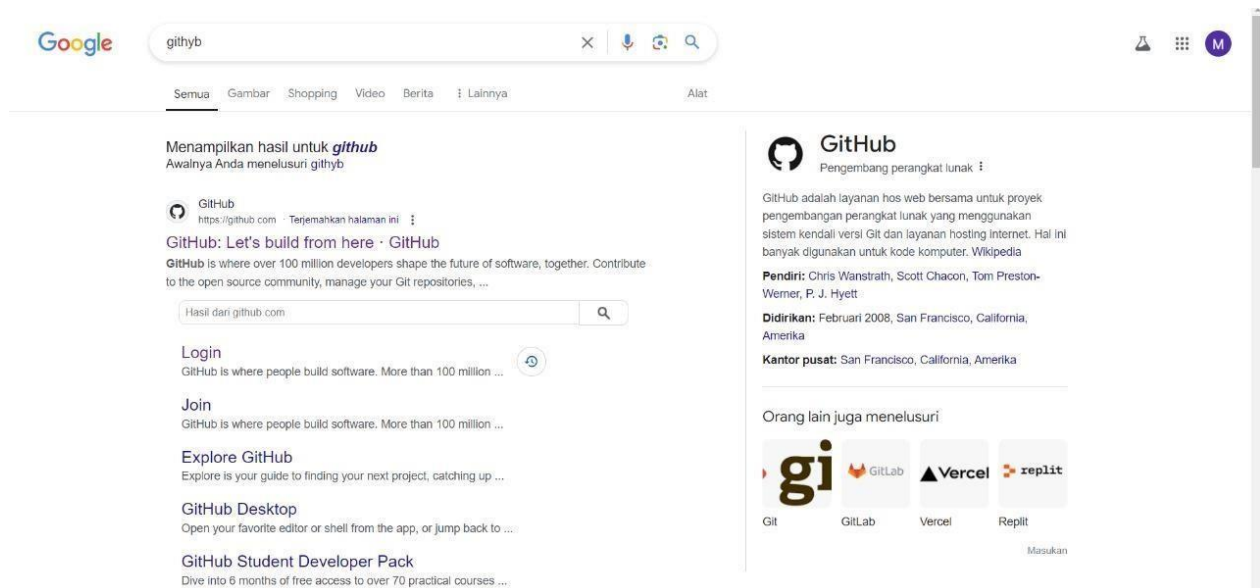 Google
githyb
M
Semua Gambar Shopping Video Berita Lainnya Alat
Menampilkan hasil untuk github
Awalnya Anda menelusuri githyb
GitHub
https://github.com · Terjemahkan halaman ini
GitHub: Let's build from here · GitHub
GitHub is where over 100 million developers shape the future of software, together. Contribute
to the open source community, manage your Git repositories, ...
Hasil dari github.com
Login
GitHub is where people build software. More than 100 million ...
Join
GitHub is where people build software. More than 100 million ...
Explore GitHub
Explore is your guide to finding your next project, catching up ...
GitHub Desktop
Open your favorite editor or shell from the app, or jump back to ...
GitHub Student Developer Pack
Dive into 6 months of free access to over 70 practical courses ...
GitHub
Pengembang perangkat lunak
GitHub adalah layanan hos web bersama untuk proyek
pengembangan perangkat lunak yang menggunakan
sistem kendali versi Git dan layanan hosting internet. Hal ini
banyak digunakan untuk kode komputer. Wikipedia
Pendiri: Chris Wanstrath, Scott Chacon, Tom Preston-
Werner, P. J. Hyett
Didirikan: Februari 2008, San Francisco, California,
Amerika
Kantor pusat: San Francisco, California, Amerika
Orang lain juga menelusuri
gi GitLab Vercel replit
Git GitLab Vercel Replit
Masukan